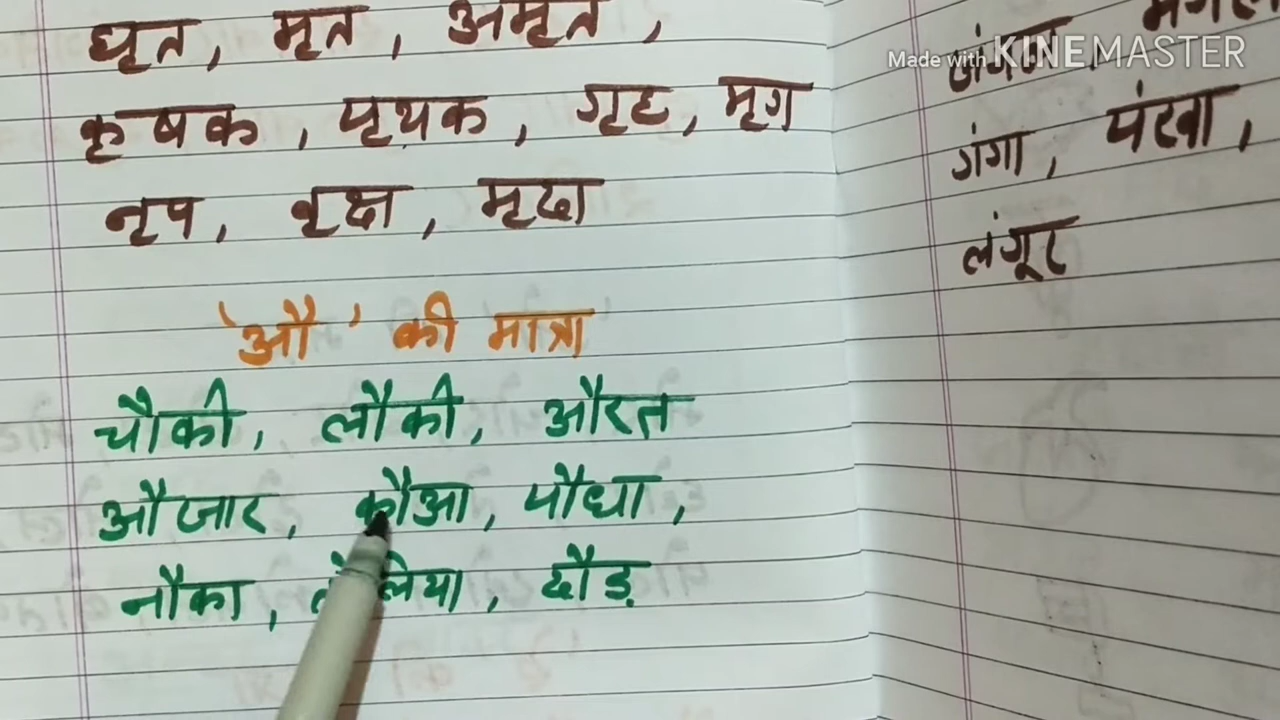 घृत, मृत, अमृत,
कृषक, पृथक, गृह, मृग
नृप, वृक्ष, मृदा
'औ' की मात्रा
चौकी, लौकी, औरत
औजार, कौआ, पौधा,
नौका, तौलिया, दौड़
Made with KINEMASTER
गंगा, पंखा,
लंगूर